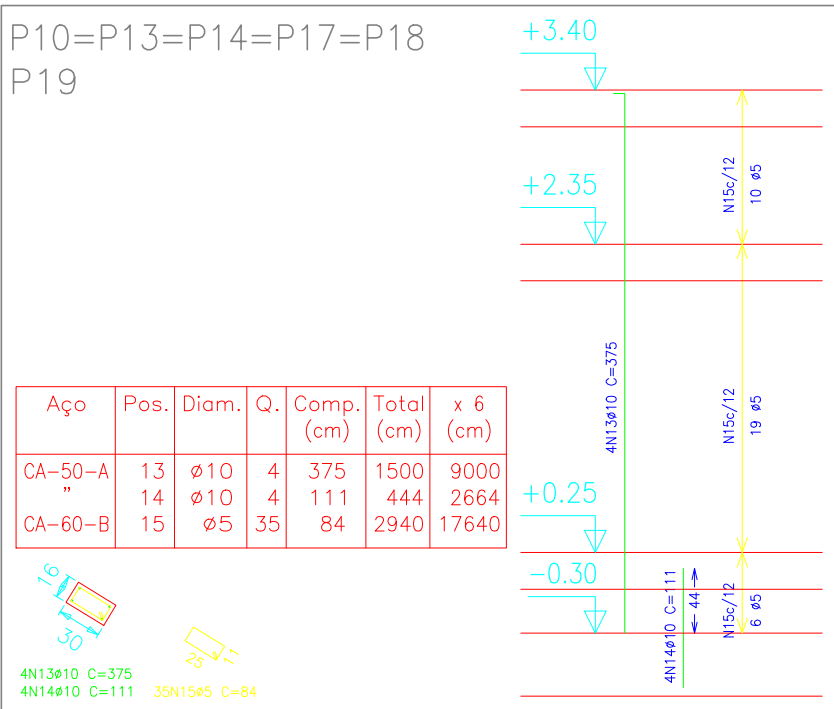 P10=P13=P14=P17=P18
P19
+3.40
N15c/12
10 ø5
+2.35
4N13ø10 C=375
N15c/12
19 ø5
+0.25
-0.30
4N14ø10 C=111
44
N15c/12
6 ø5
Aço Pos. Diam. Q. Comp. (cm) Total (cm) x 6 (cm)
CA-50-A 13 ø10 4 375 1500 9000
" 14 ø10 4 111 444 2664
CA-60-B 15 ø5 35 84 2940 17640
16
30
25
11
4N13ø10 C=375
4N14ø10 C=111
35N15ø5 C=84